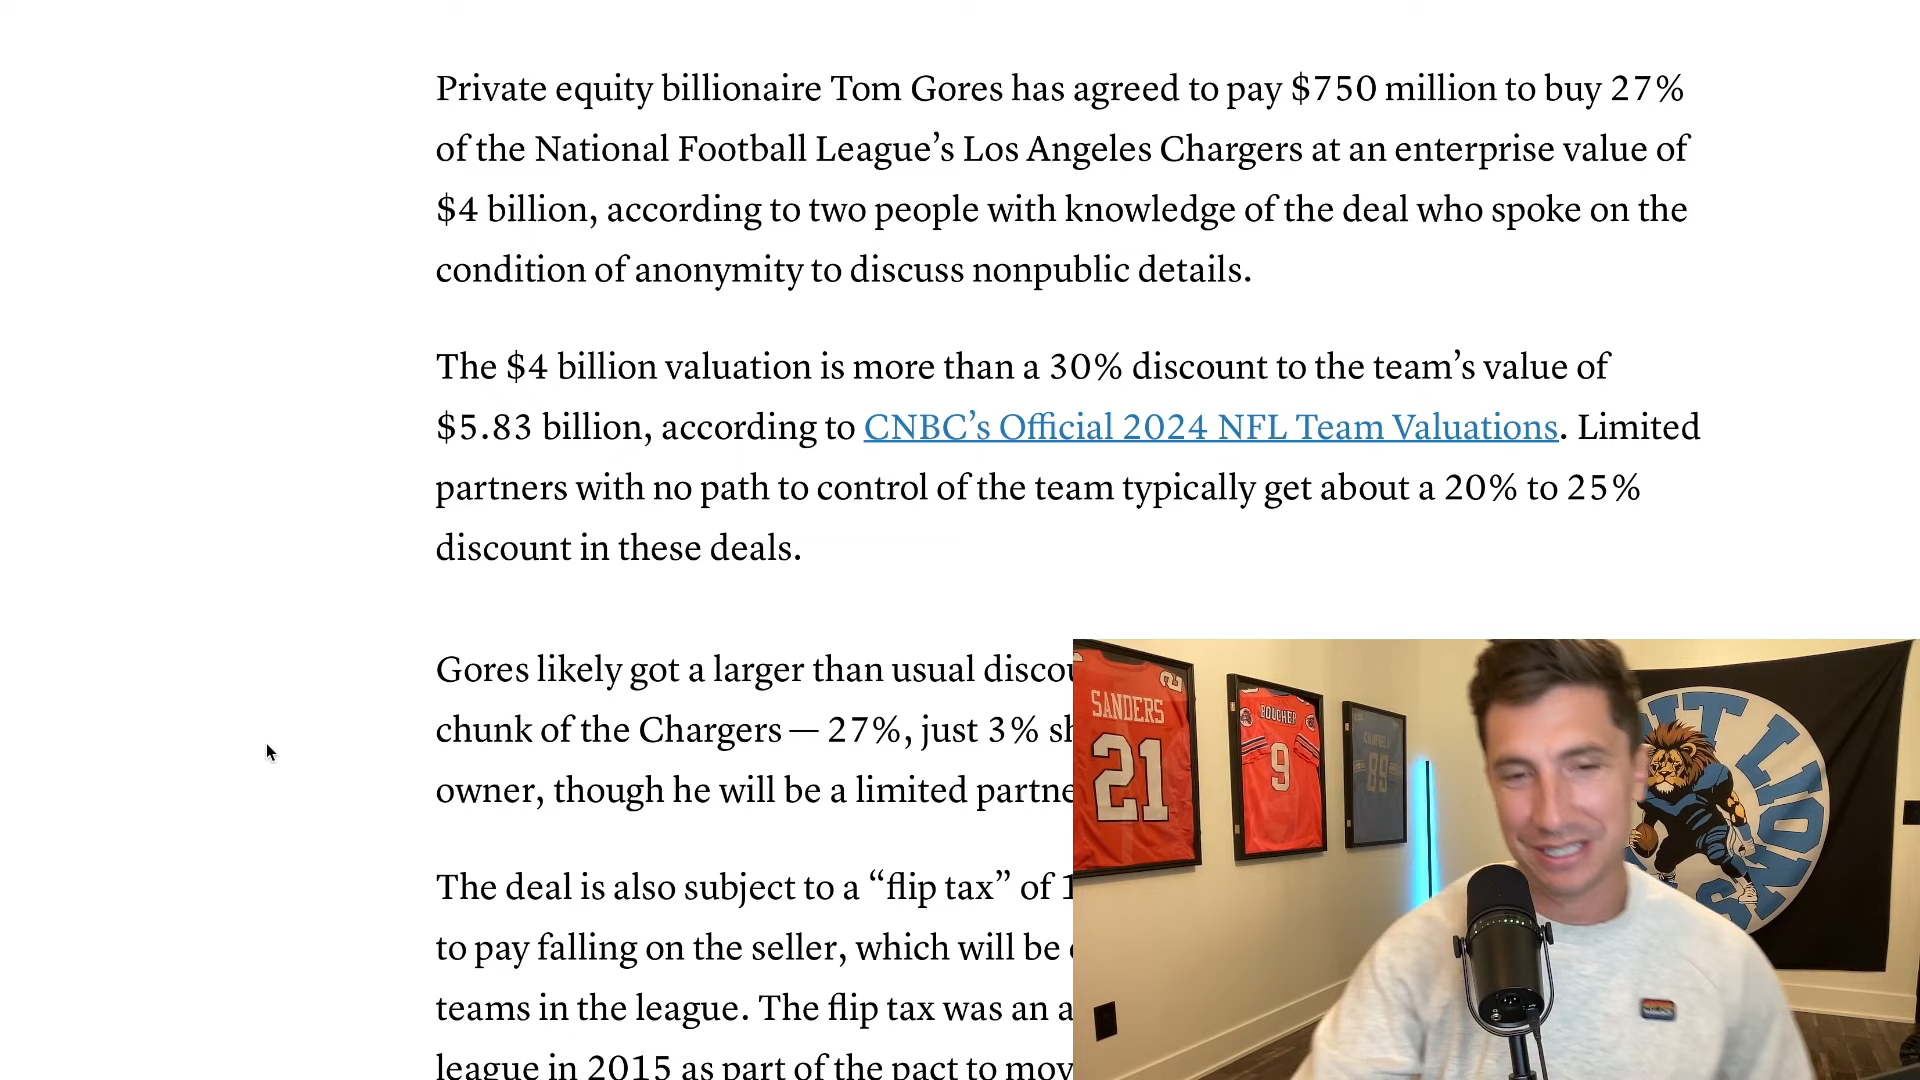 Private equity billionaire Tom Gores has agreed to pay $750 million to buy 27%
of the National Football League’s Los Angeles Chargers at an enterprise value of
$4 billion, according to two people with knowledge of the deal who spoke on the
condition of anonymity to discuss nonpublic details.
The $4 billion valuation is more than a 30% discount to the team’s value of
$5.83 billion, according to CNBC’s Official 2024 NFL Team Valuations. Limited
partners with no path to control of the team typically get about a 20% to 25%
discount in these deals.
Gores likely got a larger than usual
chunk of the Chargers — 27%, just 3%
owner, though he will be a limited
The deal is also subject to a “flip tax” of
to pay falling on the seller, which will be
teams in the league. The flip tax was an
league in 2015 as part of the pact to
SANDERS
21
BOUCHER
9
CAMPBELL
89
LIONS